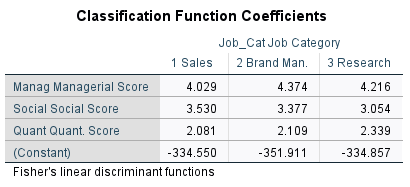 Classification Function Coefficients
Job_Cat Job Category
1 Sales 2 Brand Man. 3 Research
Manag Managerial Score 4.029 4.374 4.216
Social Social Score 3.530 3.377 3.054
Quant Quant. Score 2.081 2.109 2.339
(Constant) -334.550 -351.911 -334.857
Fisher's linear discriminant functions